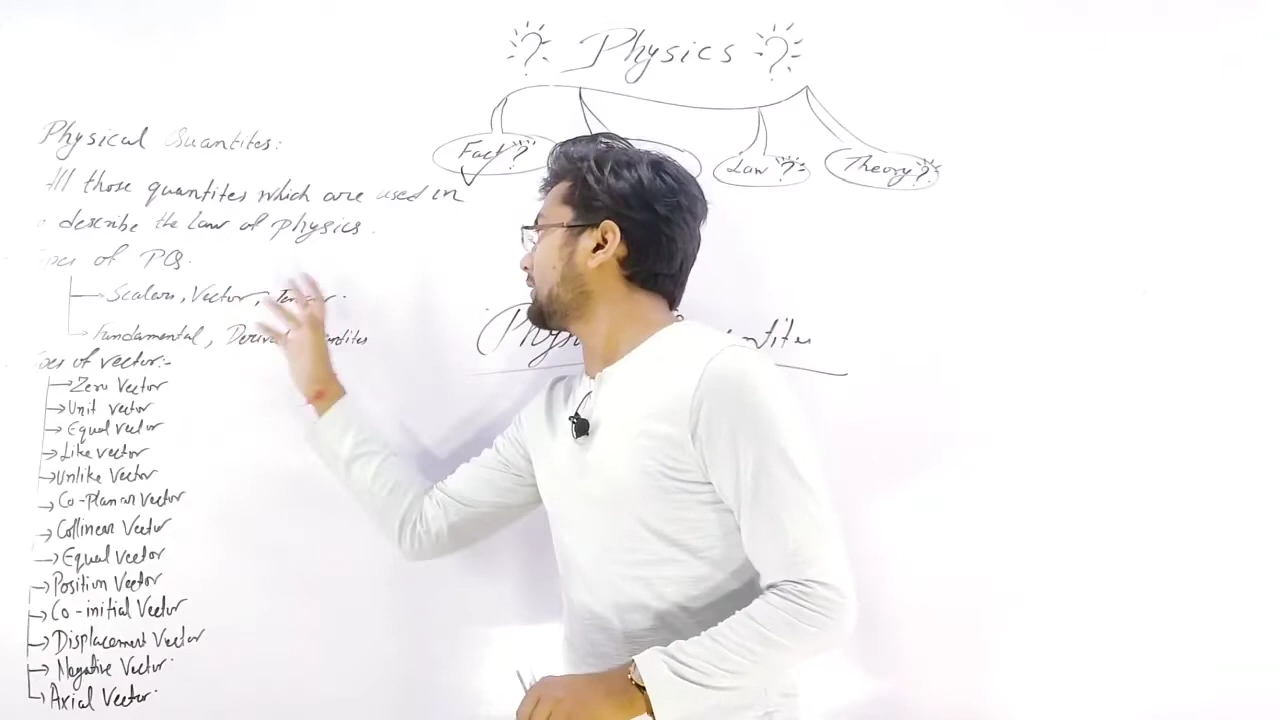 ? Physics ?
Fact?
Law ?
Theory ?
Physical Quantites:
All those quantites which are used in
describe the Law of physics.
of PQ.
Scalars, Vector,
Fundamental,
of vector:-
Zero Vector
Unit vector
Equal vector
Like vector
Unlike Vector
Co-planar Vector
Collinear Vector
Equal vector
Position Vector
Co-initial Vector
Displacement Vector
Negative Vector
Axial Vector